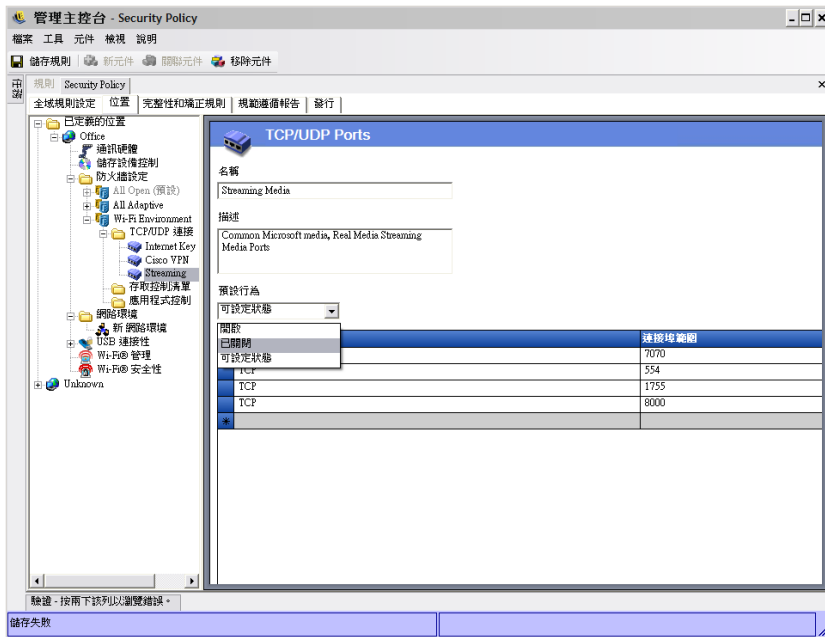 管理主控台 - Security Policy
檔案 工具 元件 檢視 說明
儲存規則 新元件 關聯元件 移除元件
規則 Security Policy
全域規則設定 位置 完整性和矯正規則 規範遵循報告 發行
已定義的位置
Office
通訊硬體
儲存設備控制
防火牆設定
All Open (預設)
All Adaptive
Wi-Fi Environment
TCP/UDP 連接
Internet Key
Cisco VPN
Streaming
存取控制清單
應用程式控制
網路環境
新 網路環境
USB 連接性
Wi-Fi® 管理
Wi-Fi® 安全性
Unknown
TCP/UDP Ports
名稱
Streaming Media
描述
Common Microsoft media, Real Media Streaming
Media Ports
預設行為
可設定狀態
開啟
已關閉
可設定狀態
連接埠範圍
7070
TCP 554
TCP 1755
TCP 8000
驗證 - 按兩下該列以瀏覽錯誤。
儲存失敗